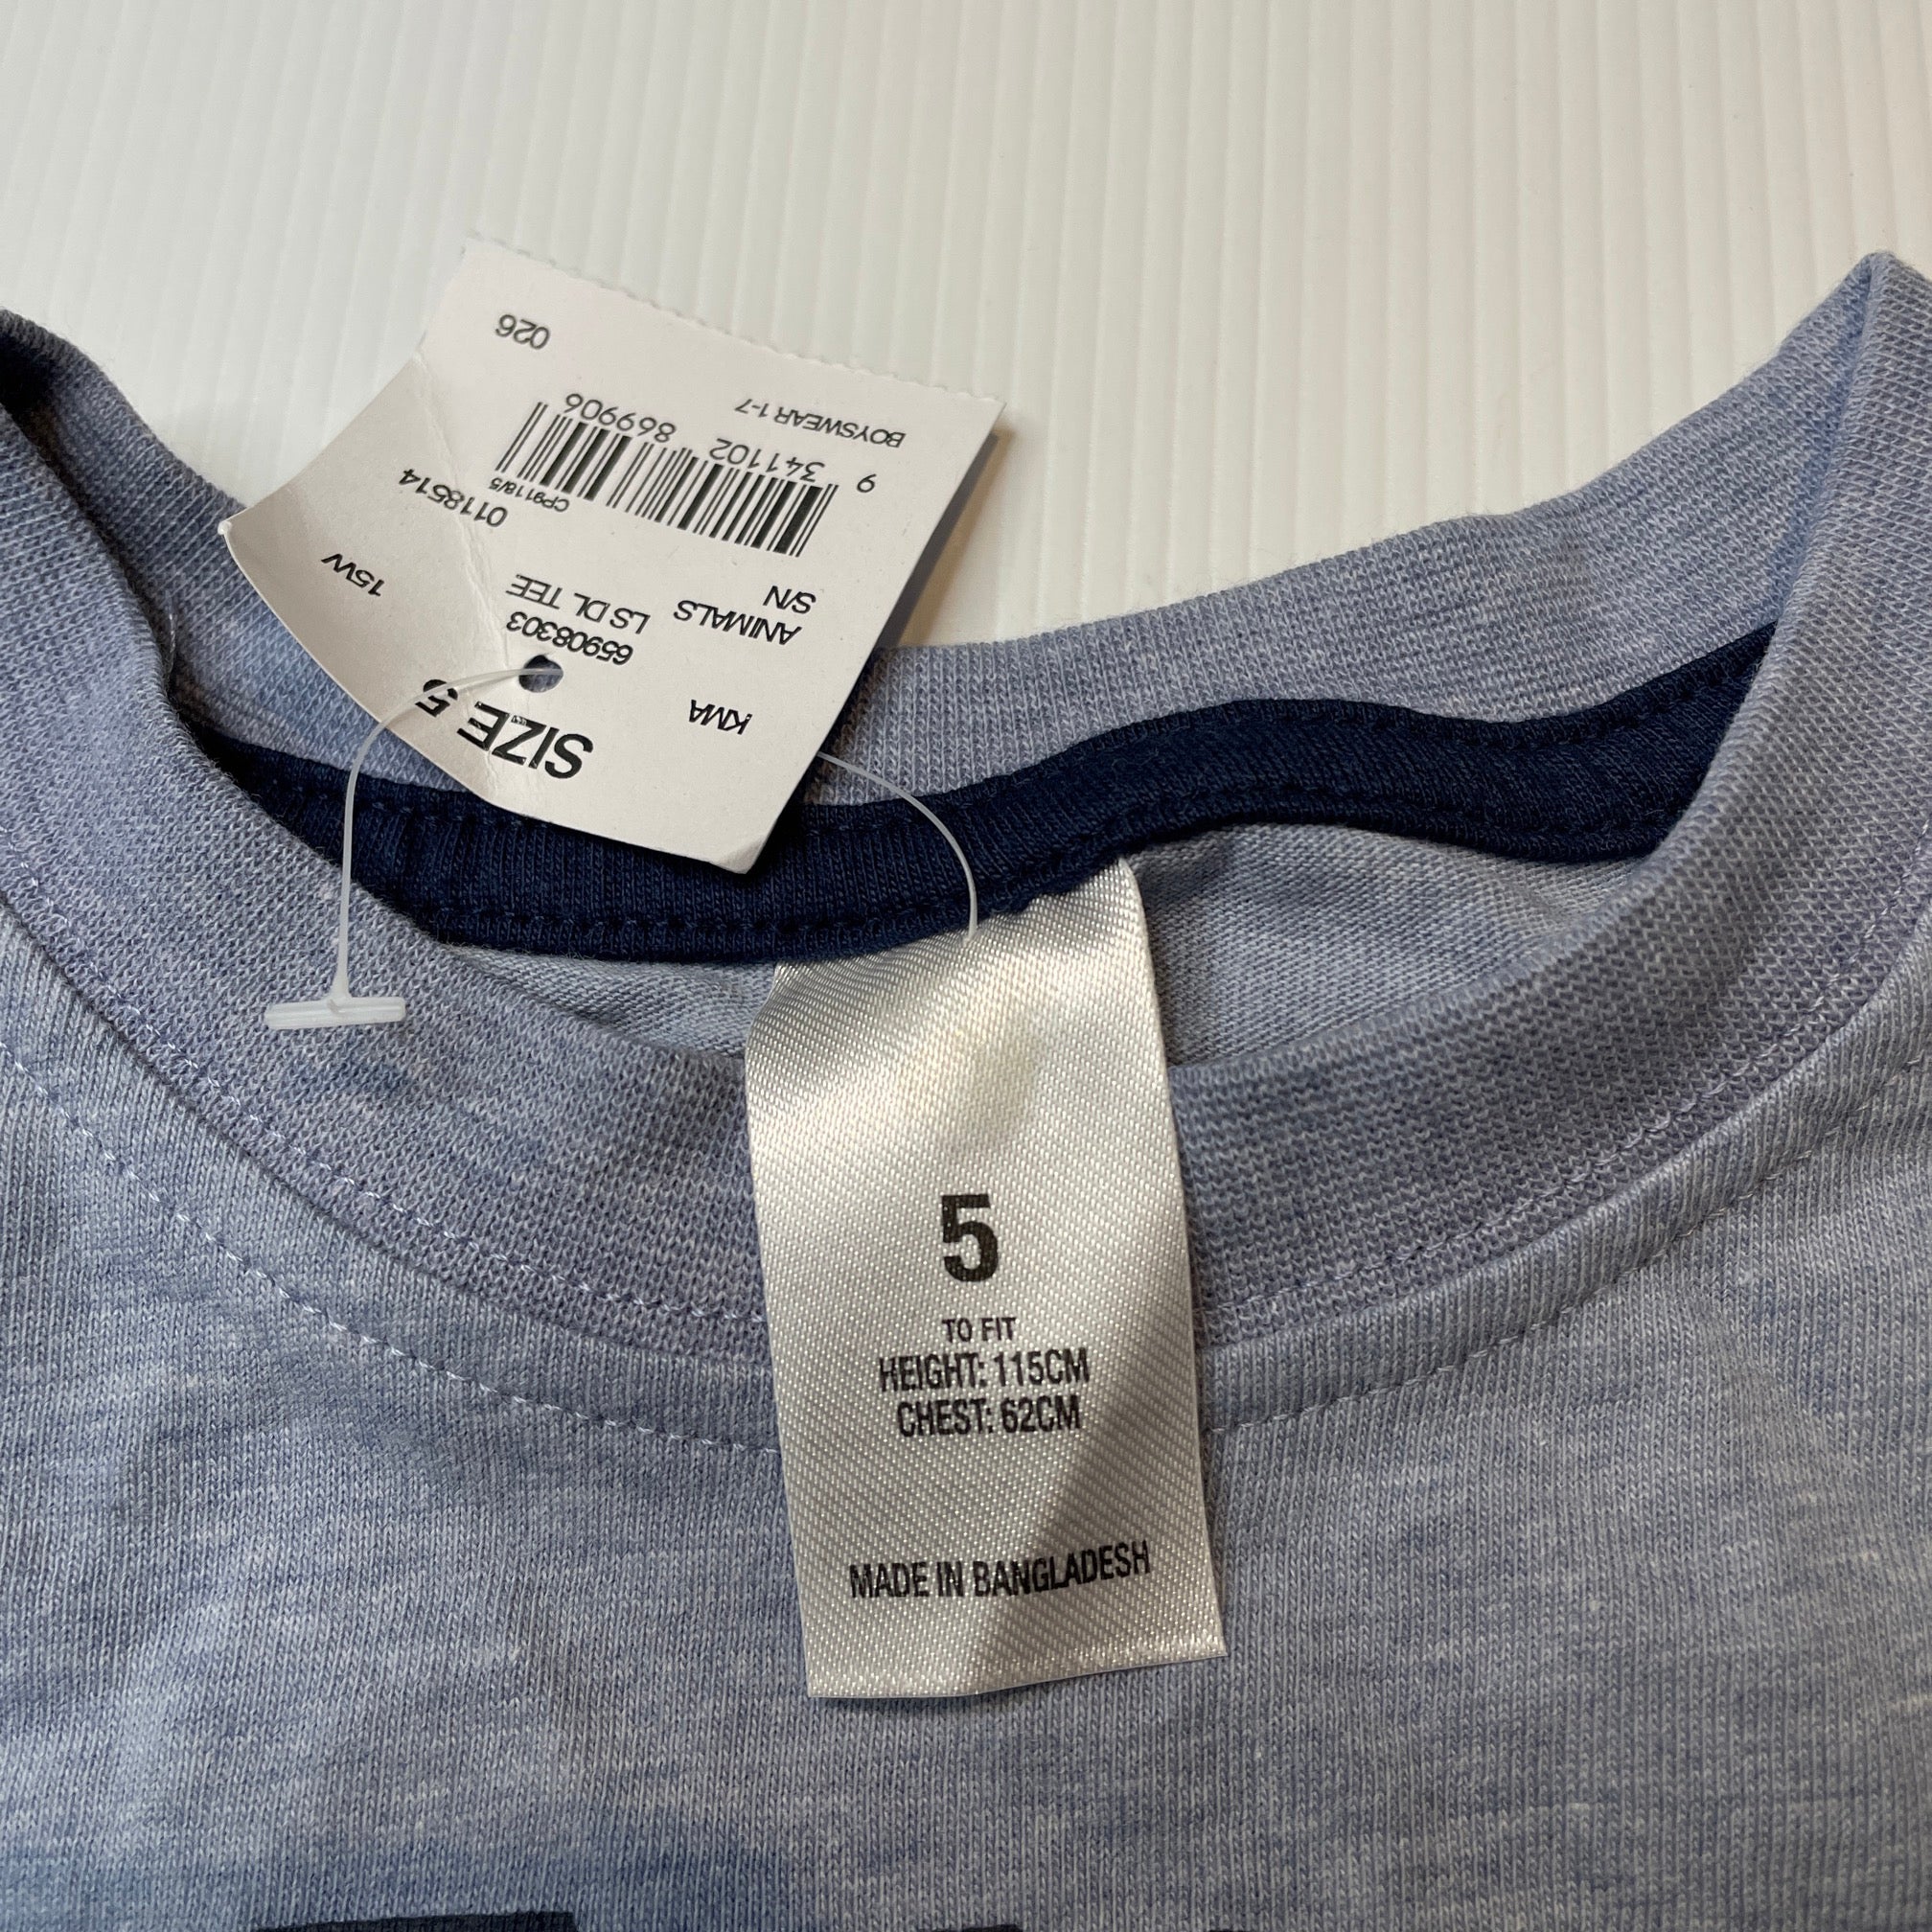 SIZE 5
KMA
65908303
LS DL TEE
ANIMALS
S/N
15W
0118514
CP9118/5
9 341102 869906
BOYSWEAR 1-7
026
5
TO FIT
HEIGHT: 115CM
CHEST: 62CM
MADE IN BANGLADESH